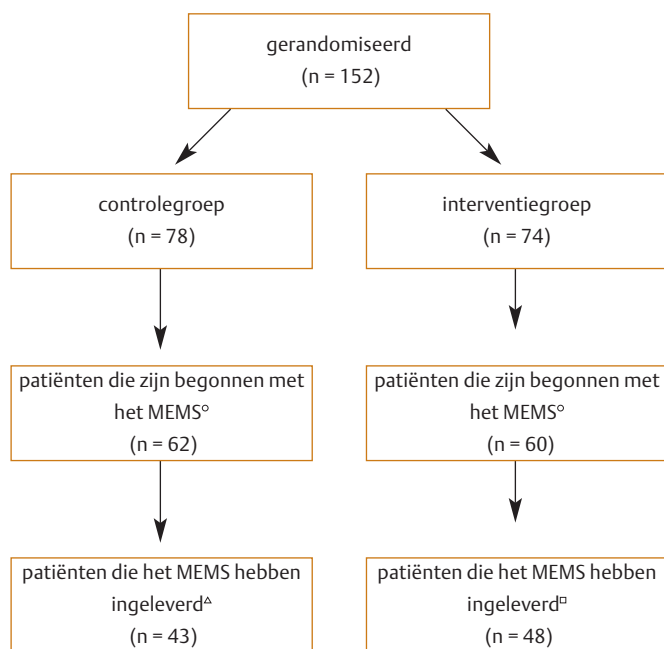 gerandomiseerd
(n = 152)
controlegroep
(n = 78)
interventiegroep
(n = 74)
patiënten die zijn begonnen met
het MEMS°
(n = 62)
patiënten die zijn begonnen met
het MEMS°
(n = 60)
patiënten die het MEMS hebben
ingeleverd△
(n = 43)
patiënten die het MEMS hebben
ingeleverd□
(n = 48)